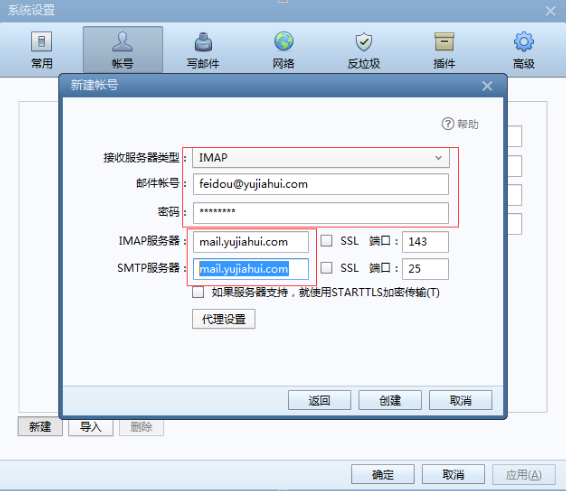 系统设置
常用 帐号 写邮件 网络 反垃圾 插件 高级
新建帐号
帮助
接收服务器类型： IMAP
邮件帐号： feidou@yujiahui.com
密码： ********
IMAP服务器： mail.yujiahui.com SSL 端口： 143
SMTP服务器： mail.yujiahui.com SSL 端口： 25
如果服务器支持，就使用STARTTLS加密传输(T)
代理设置
返回 创建 取消
新建 导入 删除
确定 取消 应用(A)